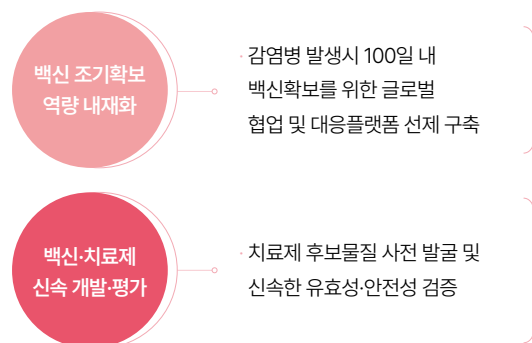 백신 조기확보
역량 내재화
· 감염병 발생시 100일 내
백신확보를 위한 글로벌
협업 및 대응플랫폼 선제 구축
백신·치료제
신속 개발·평가
· 치료제 후보물질 사전 발굴 및
신속한 유효성·안전성 검증